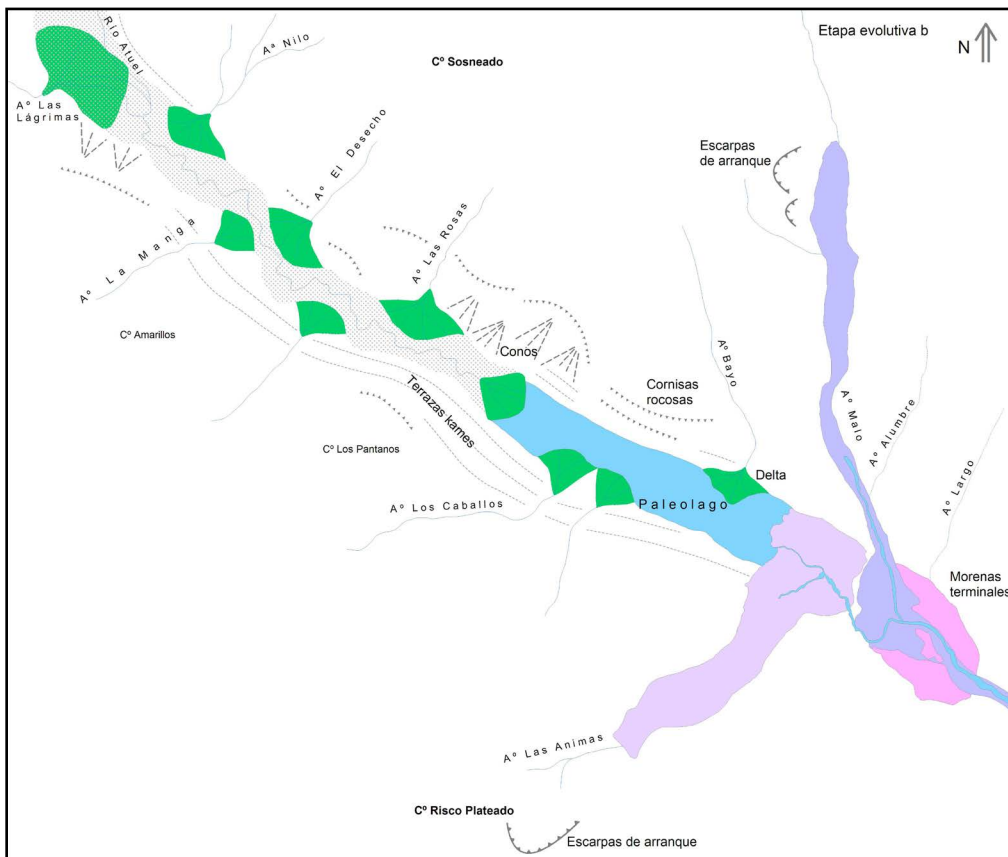 Etapa evolutiva b
N
Río Atuel
Aª Nilo
Cº Sosneado
Aº Las
Lágrimas
Escarpas
de arranque
Aº El Desecho
Aº Las Rosas
Aº La Manga
Cº Amarillos
Conos
Aº Bayo
Cornisas
rocosas
Aº Malo
Aº Alumbre
Terrazas kames
Cº Los Pantanos
Delta
Aº Largo
Aº Los Caballos
Paleolago
Morenas
terminales
Aº Las Animas
Cº Risco Plateado
Escarpas de arranque